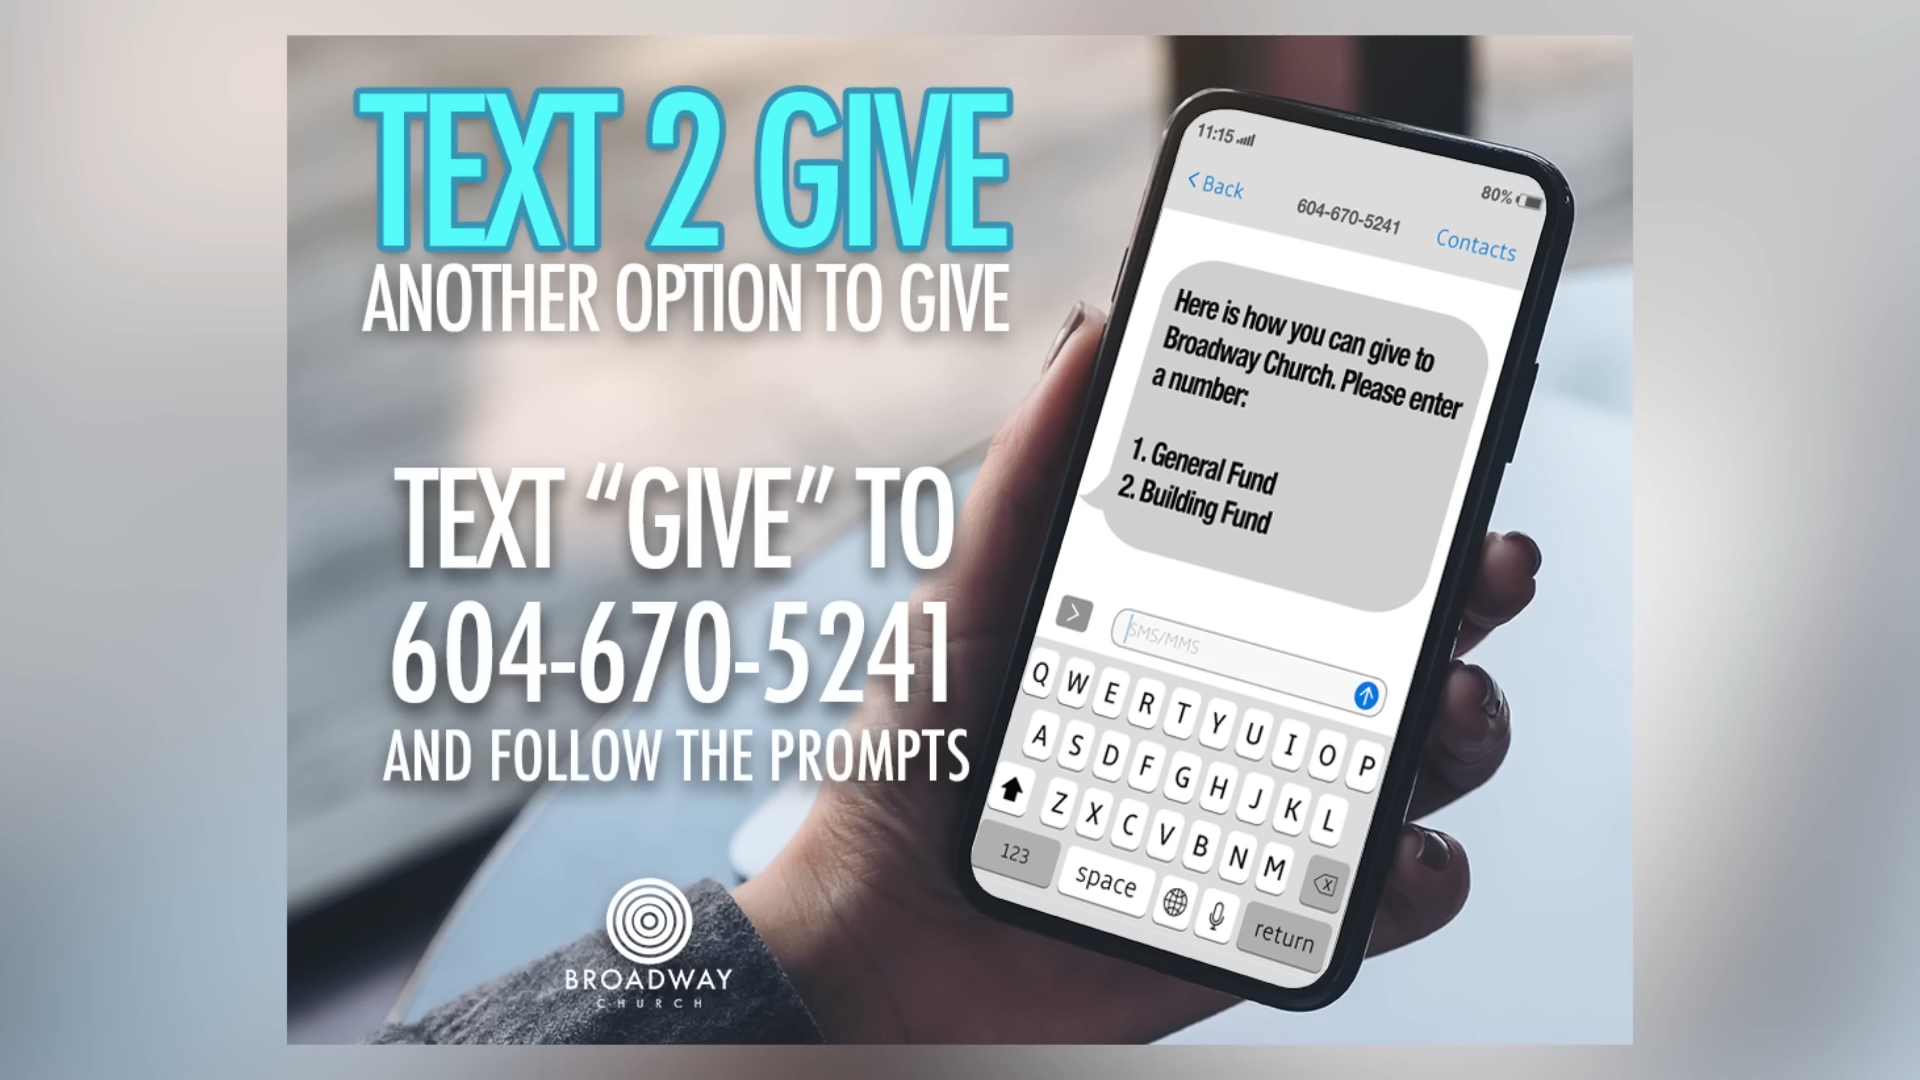 TEXT 2 GIVE
ANOTHER OPTION TO GIVE
TEXT “GIVE” TO
604-670-5241
AND FOLLOW THE PROMPTS
BROADWAY
CHURCH
11:15
80%
< Back
604-670-5241
Contacts
Here is how you can give to
Broadway Church. Please enter
a number:
1. General Fund
2. Building Fund
SMS/MMS
Q W E R T Y U I O P
A S D F G H J K L
Z X C V B N M
123
space
return